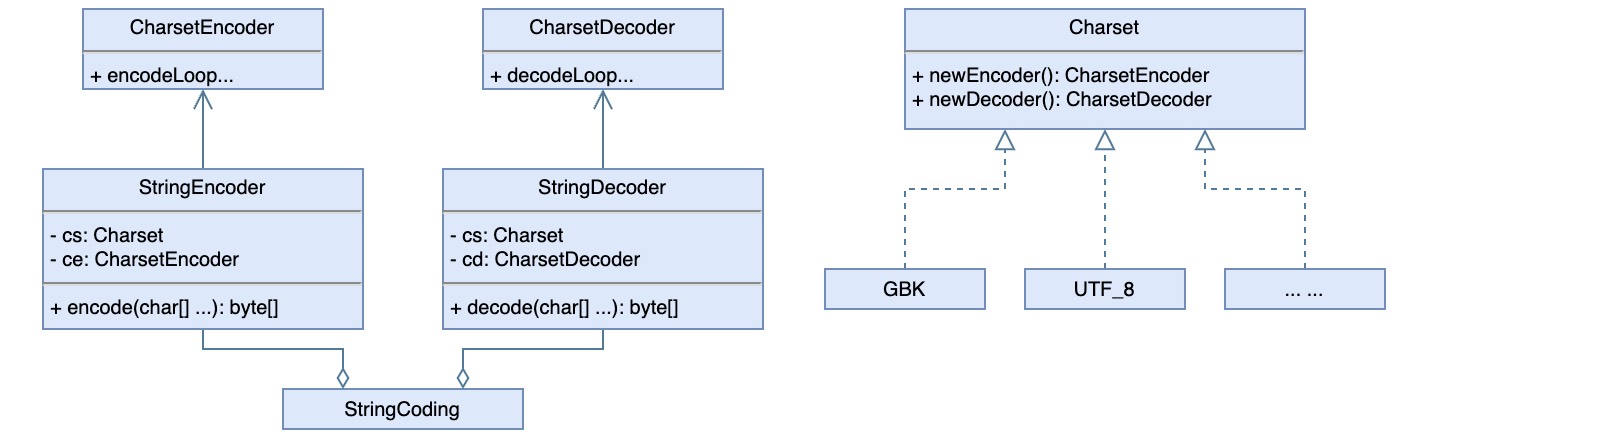 CharsetEncoder
+ encodeLoop...
CharsetDecoder
+ decodeLoop...
Charset
+ newEncoder(): CharsetEncoder
+ newDecoder(): CharsetDecoder
StringEncoder
- cs: Charset
- ce: CharsetEncoder
+ encode(char[] ...): byte[]
StringDecoder
- cs: Charset
- cd: CharsetDecoder
+ decode(char[] ...): byte[]
GBK
UTF_8
... ...
StringCoding